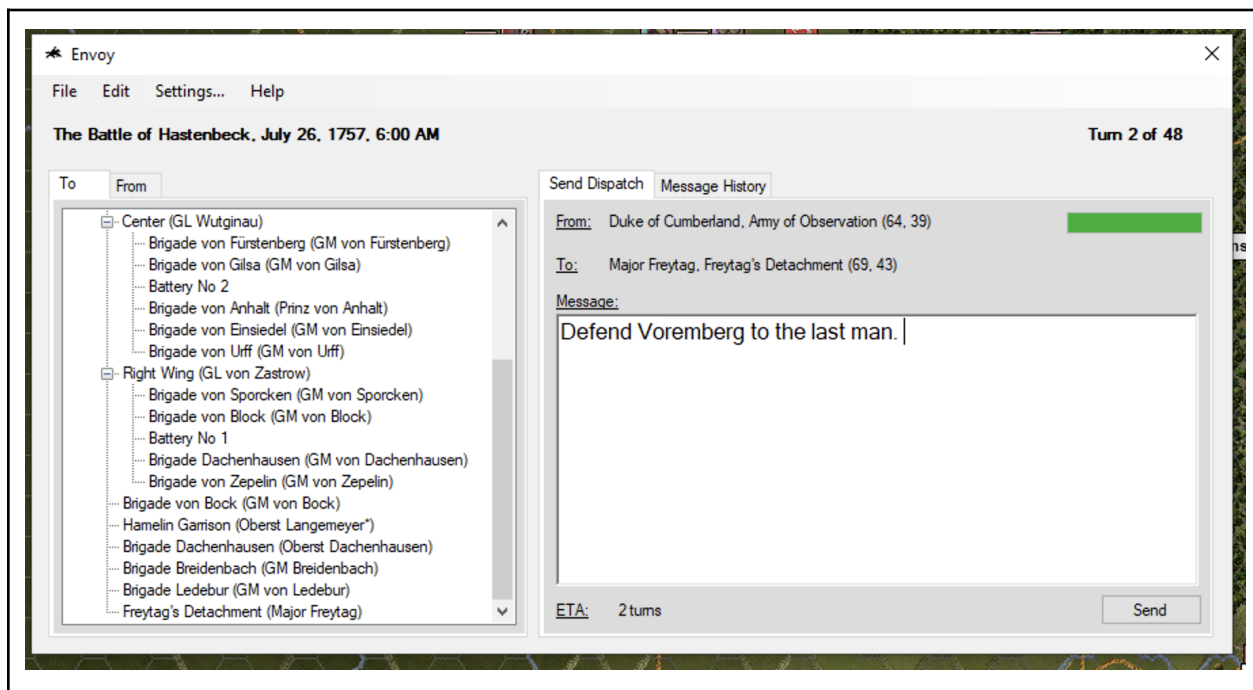 Envoy
File Edit Settings... Help
The Battle of Hastenbeck, July 26, 1757, 6:00 AM
Turn 2 of 48
To From
Center (GL Wutginau)
Brigade von Fürstenberg (GM von Fürstenberg)
Brigade von Gilsa (GM von Gilsa)
Battery No 2
Brigade von Anhalt (Prinz von Anhalt)
Brigade von Einsiedel (GM von Einsiedel)
Brigade von Urff (GM von Urff)
Right Wing (GL von Zastrow)
Brigade von Sporcken (GM von Sporcken)
Brigade von Block (GM von Block)
Battery No 1
Brigade Dachenhausen (GM von Dachenhausen)
Brigade von Zepelin (GM von Zepelin)
Brigade von Bock (GM von Bock)
Hamelin Garrison (Oberst Langemeyer*)
Brigade Dachenhausen (Oberst Dachenhausen)
Brigade Breidenbach (GM Breidenbach)
Brigade Ledebur (GM von Ledebur)
Freytag's Detachment (Major Freytag)
Send Dispatch Message History
From: Duke of Cumberland, Army of Observation (64, 39)
To: Major Freytag, Freytag's Detachment (69, 43)
Message:
Defend Voremberg to the last man.
ETA: 2 turns
Send